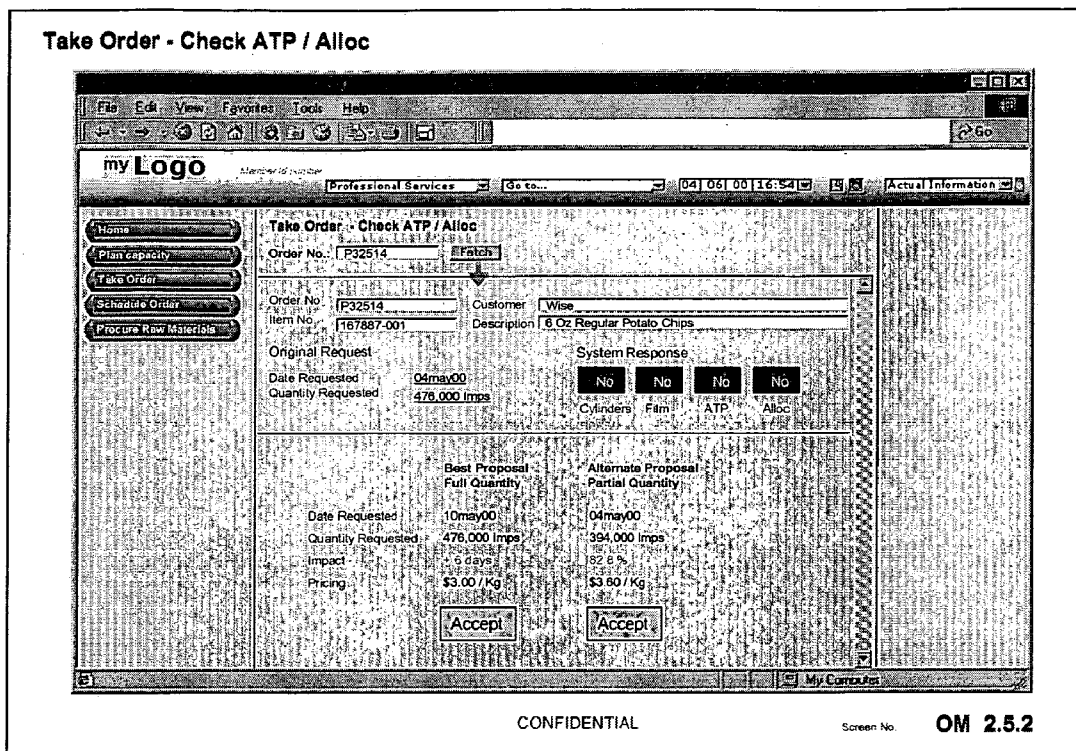 Take Order - Check ATP / Alloc
File Edit View Favorites Tools Help
Go
my Logo
Member id number
Professional Services Go to... 04 06 00 16:54 Actual Information
Home
Plan capacity
Take Order
Schedule Order
Procure Raw Materials
Take Order - Check ATP / Alloc
Order No.: P32514 Fetch
Order No P32514 Customer Wise
Item No. 167887-001 Description 6 Oz Regular Potato Chips
Original Request System Response
Date Requested 04may00
Quantity Requested 476,000 Imps
No No No No
Cylinders Film ATP Alloc
Best Proposal Alternate Proposal
Full Quantity Partial Quantity
Date Requested 10may00 04may00
Quantity Requested 476,000 Imps 394,000 Imps
Impact 6 days 82.8 %
Pricing $3.00 / Kg $3.60 / Kg
Accept Accept
My Computer
CONFIDENTIAL Screen No. OM 2.5.2